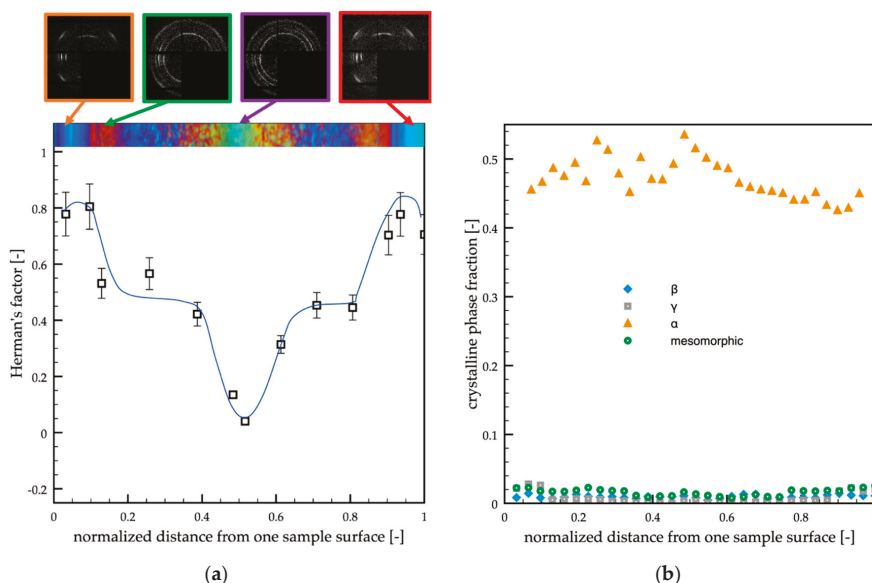 1
0.8
0.6
0.4
0.2
0
-0.2
Herman's factor [-]
0
0.2
0.4
0.6
0.8
1
normalized distance from one sample surface [-]
(a)
0.5
0.4
0.3
0.2
0.1
0
crystalline phase fraction [-]
β
γ
α
mesomorphic
0
0.2
0.4
0.6
0.8
normalized distance from one sample surface [-]
(b)